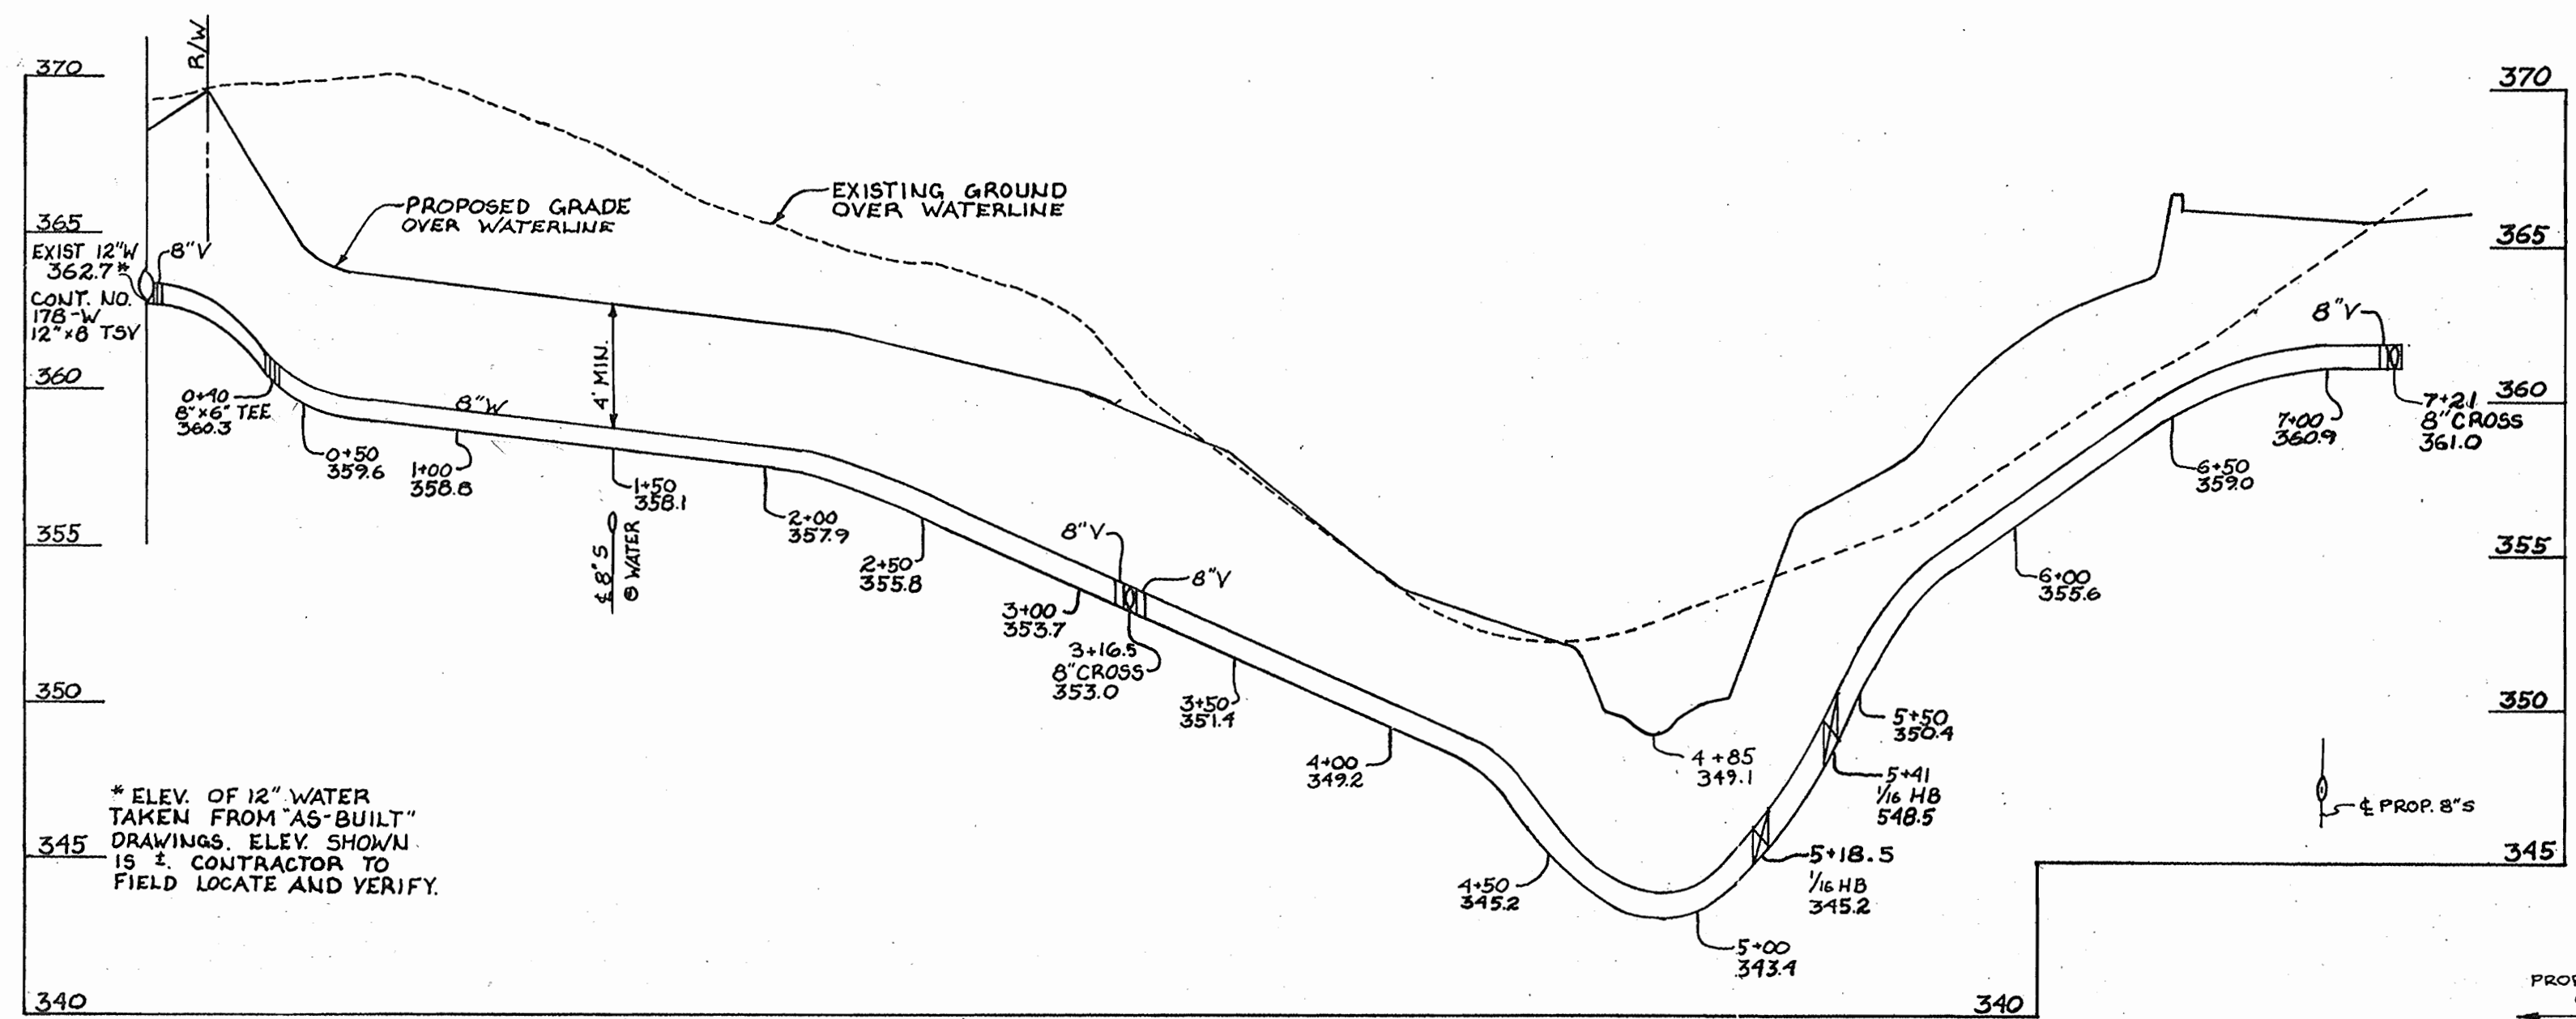 R/W
370
370
EXISTING GROUND
OVER WATERLINE
PROPOSED GRADE
OVER WATERLINE
365
365
EXIST 12"W
362.7*
8"V
CONT. NO.
178-W
12"x8 TSV
4' MIN.
8"V
360
360
0+40
8"x6" TEE
360.3
8"W
7+21
8"CROSS
361.0
7+00
360.9
0+50
359.6
1+00
358.8
6+50
359.0
1+50
358.1
2+00
357.9
355
355
℄ 8" S
@ WATER
8"V
8"V
2+50
355.8
6+00
355.6
3+00
353.7
3+16.5
8"CROSS
353.0
350
350
3+50
351.4
5+50
350.4
4+00
349.2
4+85
349.1
5+41
1/16 HB
548.5
℄ PROP. 8"S
* ELEV. OF 12" WATER
TAKEN FROM "AS-BUILT"
DRAWINGS. ELEV. SHOWN
IS ±. CONTRACTOR TO
FIELD LOCATE AND VERIFY.
345
345
5+18.5
1/16 HB
345.2
4+50
345.2
5+00
343.4
340
340
PROP